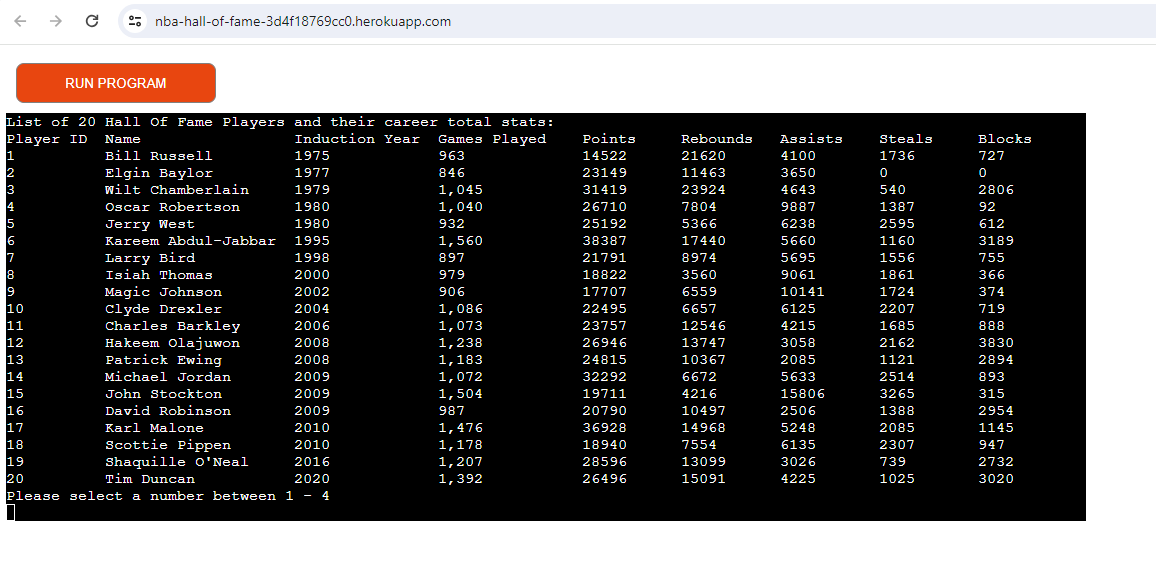 nba-hall-of-fame-3d4f18769cc0.herokuapp.com
RUN PROGRAM
List of 20 Hall Of Fame Players and their career total stats:
Player ID Name Induction Year Games Played Points Rebounds Assists Steals Blocks
1 Bill Russell 1975 963 14522 21620 4100 1736 727
2 Elgin Baylor 1977 846 23149 11463 3650 0 0
3 Wilt Chamberlain 1979 1,045 31419 23924 4643 540 2806
4 Oscar Robertson 1980 1,040 26710 7804 9887 1387 92
5 Jerry West 1980 932 25192 5366 6238 2595 612
6 Kareem Abdul-Jabbar 1995 1,560 38387 17440 5660 1160 3189
7 Larry Bird 1998 897 21791 8974 5695 1556 755
8 Isiah Thomas 2000 979 18822 3560 9061 1861 366
9 Magic Johnson 2002 906 17707 6559 10141 1724 374
10 Clyde Drexler 2004 1,086 22495 6657 6125 2207 719
11 Charles Barkley 2006 1,073 23757 12546 4215 1685 888
12 Hakeem Olajuwon 2008 1,238 26946 13747 3058 2162 3830
13 Patrick Ewing 2008 1,183 24815 10367 2085 1121 2894
14 Michael Jordan 2009 1,072 32292 6672 5633 2514 893
15 John Stockton 2009 1,504 19711 4216 15806 3265 315
16 David Robinson 2009 987 20790 10497 2506 1388 2954
17 Karl Malone 2010 1,476 36928 14968 5248 2085 1145
18 Scottie Pippen 2010 1,178 18940 7554 6135 2307 947
19 Shaquille O'Neal 2016 1,207 28596 13099 3026 739 2732
20 Tim Duncan 2020 1,392 26496 15091 4225 1025 3020
Please select a number between 1 - 4